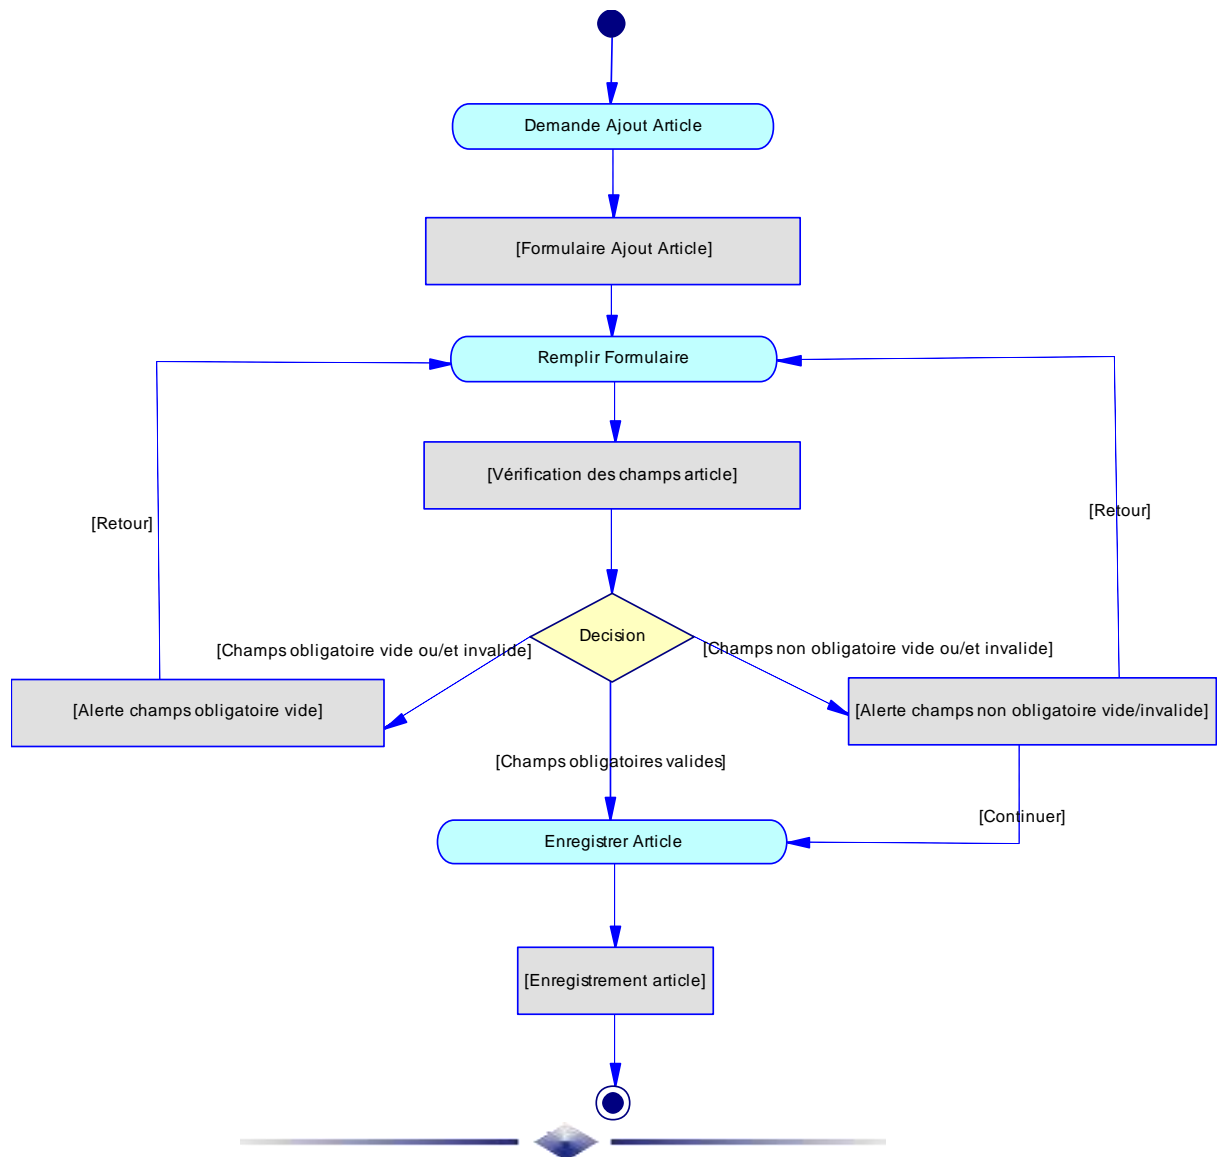 Demande Ajout Article
[Formulaire Ajout Article]
Remplir Formulaire
[Vérification des champs article]
[Retour]
[Retour]
Decision
[Champs obligatoire vide ou/et invalide]
[Champs non obligatoire vide ou/et invalide]
[Alerte champs obligatoire vide]
[Alerte champs non obligatoire vide/invalide]
[Champs obligatoires valides]
[Continuer]
Enregistrer Article
[Enregistrement article]